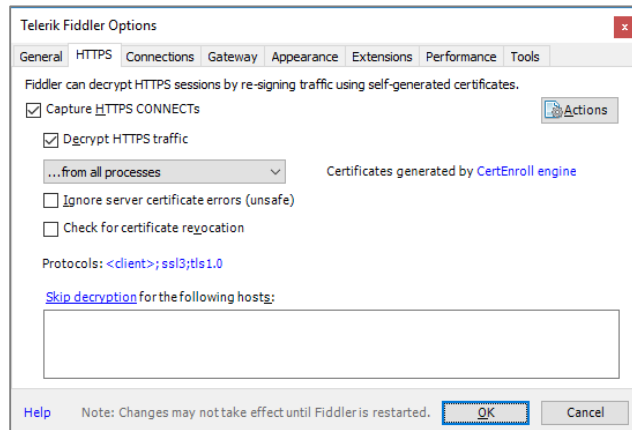 Telerik Fiddler Options
x
General HTTPS Connections Gateway Appearance Extensions Performance Tools
Fiddler can decrypt HTTPS sessions by re-signing traffic using self-generated certificates.
Capture HTTPS CONNECTs Actions
Decrypt HTTPS traffic
...from all processes Certificates generated by CertEnroll engine
Ignore server certificate errors (unsafe)
Check for certificate revocation
Protocols: <client>;ssl3;tls1.0
Skip decryption for the following hosts:
Help Note: Changes may not take effect until Fiddler is restarted. OK Cancel